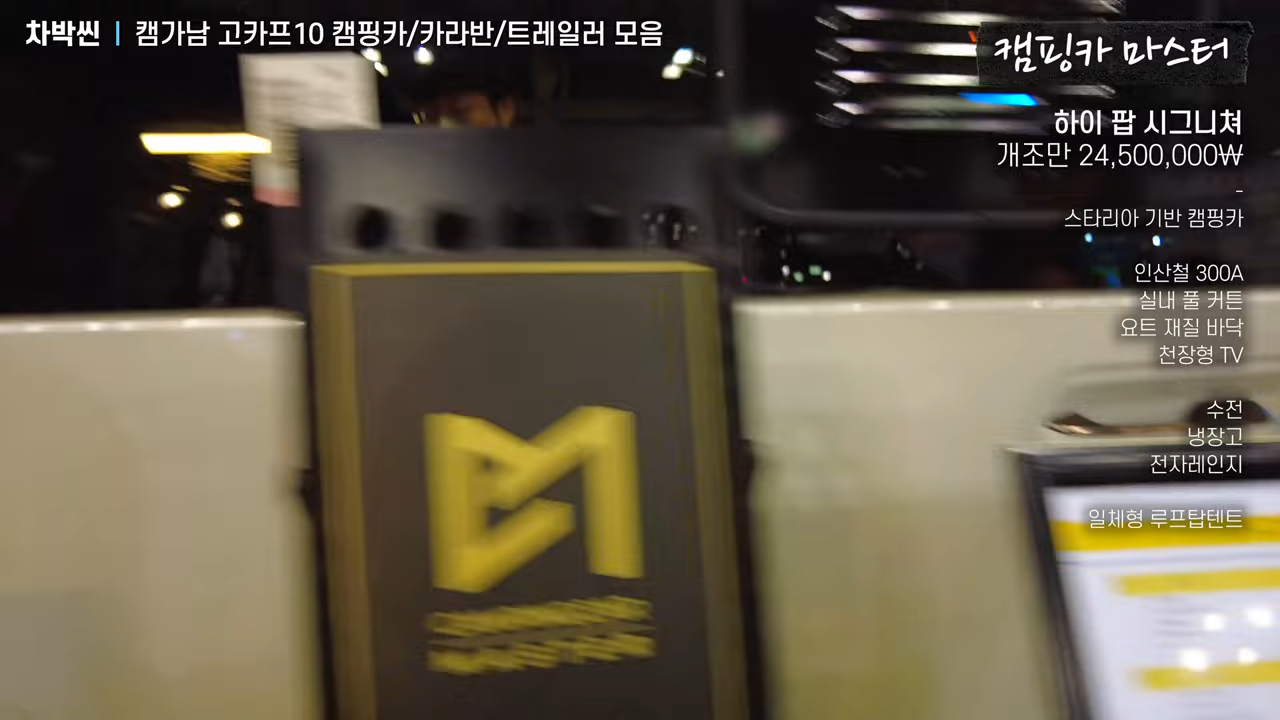 차박씬 | 캠가남 고카프10 캠핑카/카라반/트레일러 모음
캠핑카 마스터
하이 팝 시그니쳐
개조만 24,500,000₩
-
스타리아 기반 캠핑카
인산철 300A
실내 풀 커튼
요트 재질 바닥
천장형 TV
수전
냉장고
전자레인지
일체형 루프탑텐트